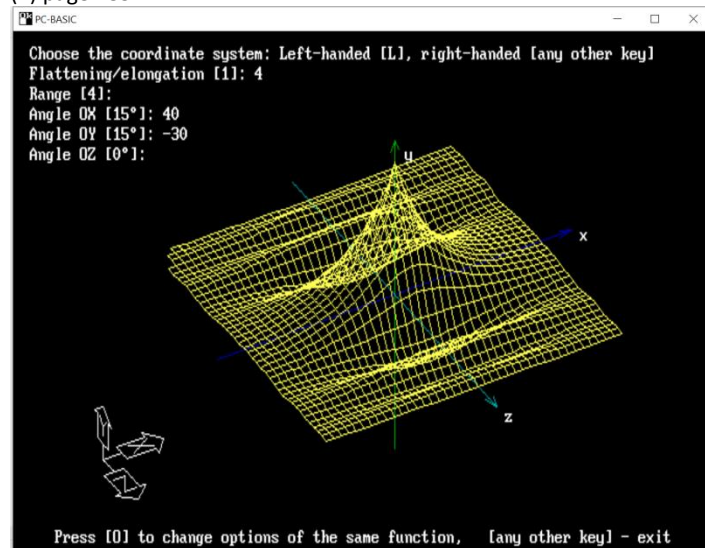 PC-BASIC
Choose the coordinate system: Left-handed [L], right-handed [any other key]
Flattening/elongation [1]: 4
Range [4]:
Angle OX [15°]: 40
Angle OY [15°]: -30
Angle OZ [0°]:
y
x
z
Y
X
Z
Press [O] to change options of the same function, [any other key] - exit